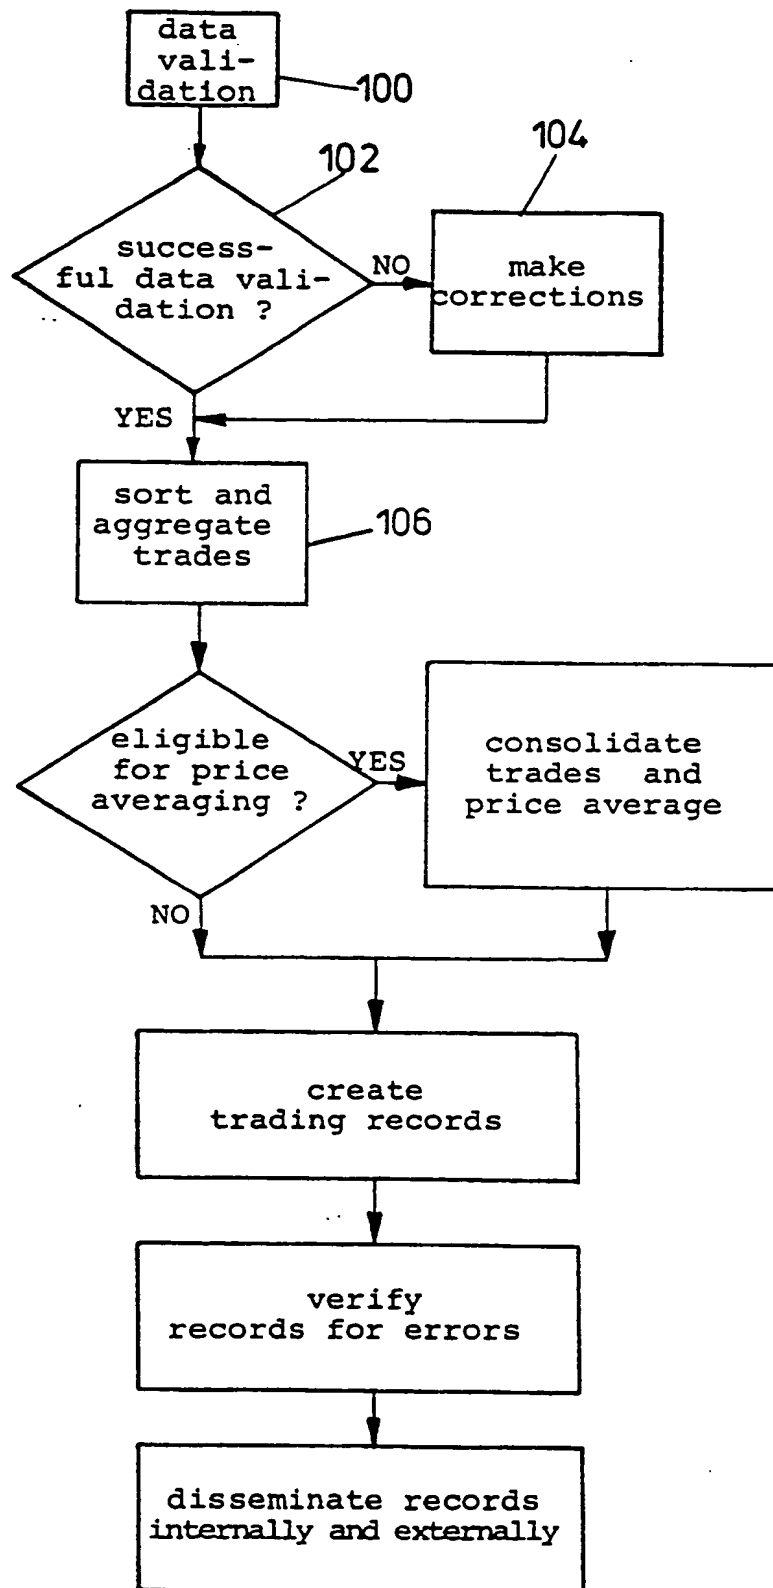 data
vali-
dation
100
102
104
success-
ful data vali-
dation ?
NO
make
corrections
YES
sort and
aggregate
trades
106
eligible
for price
averaging ?
YES
consolidate
trades and
price average
NO
create
trading records
verify
records for errors
disseminate records
internally and externally